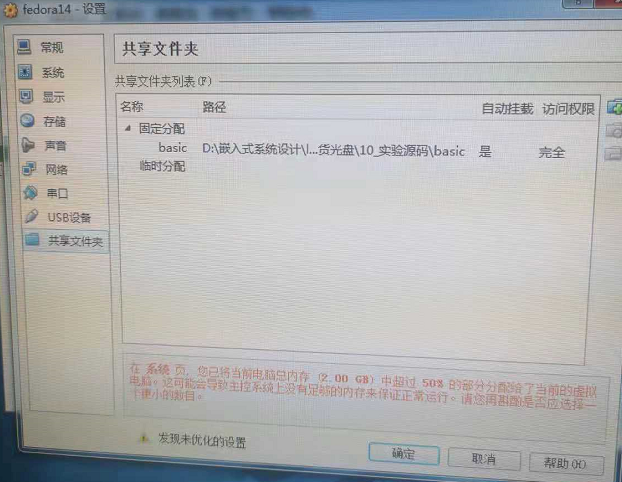 fedora14 - 设置
常规
系统
显示
存储
声音
网络
串口
USB设备
共享文件夹
共享文件夹
共享文件夹列表(F)
名称 路径 自动挂载 访问权限
固定分配
basic D:\嵌入式系统设计\l...货光盘\10_实验源码\basic 是 完全
临时分配
在 系统 页，您已将当前电脑总内存 (2.00 GB) 中超过 50% 的部分分配给了当前的虚拟
电脑。这可能会导致主控系统上没有足够的内存来保证正常运行。请您再斟酌是否应选择一
个更小的数目。
发现未优化的设置
确定 取消 帮助(H)